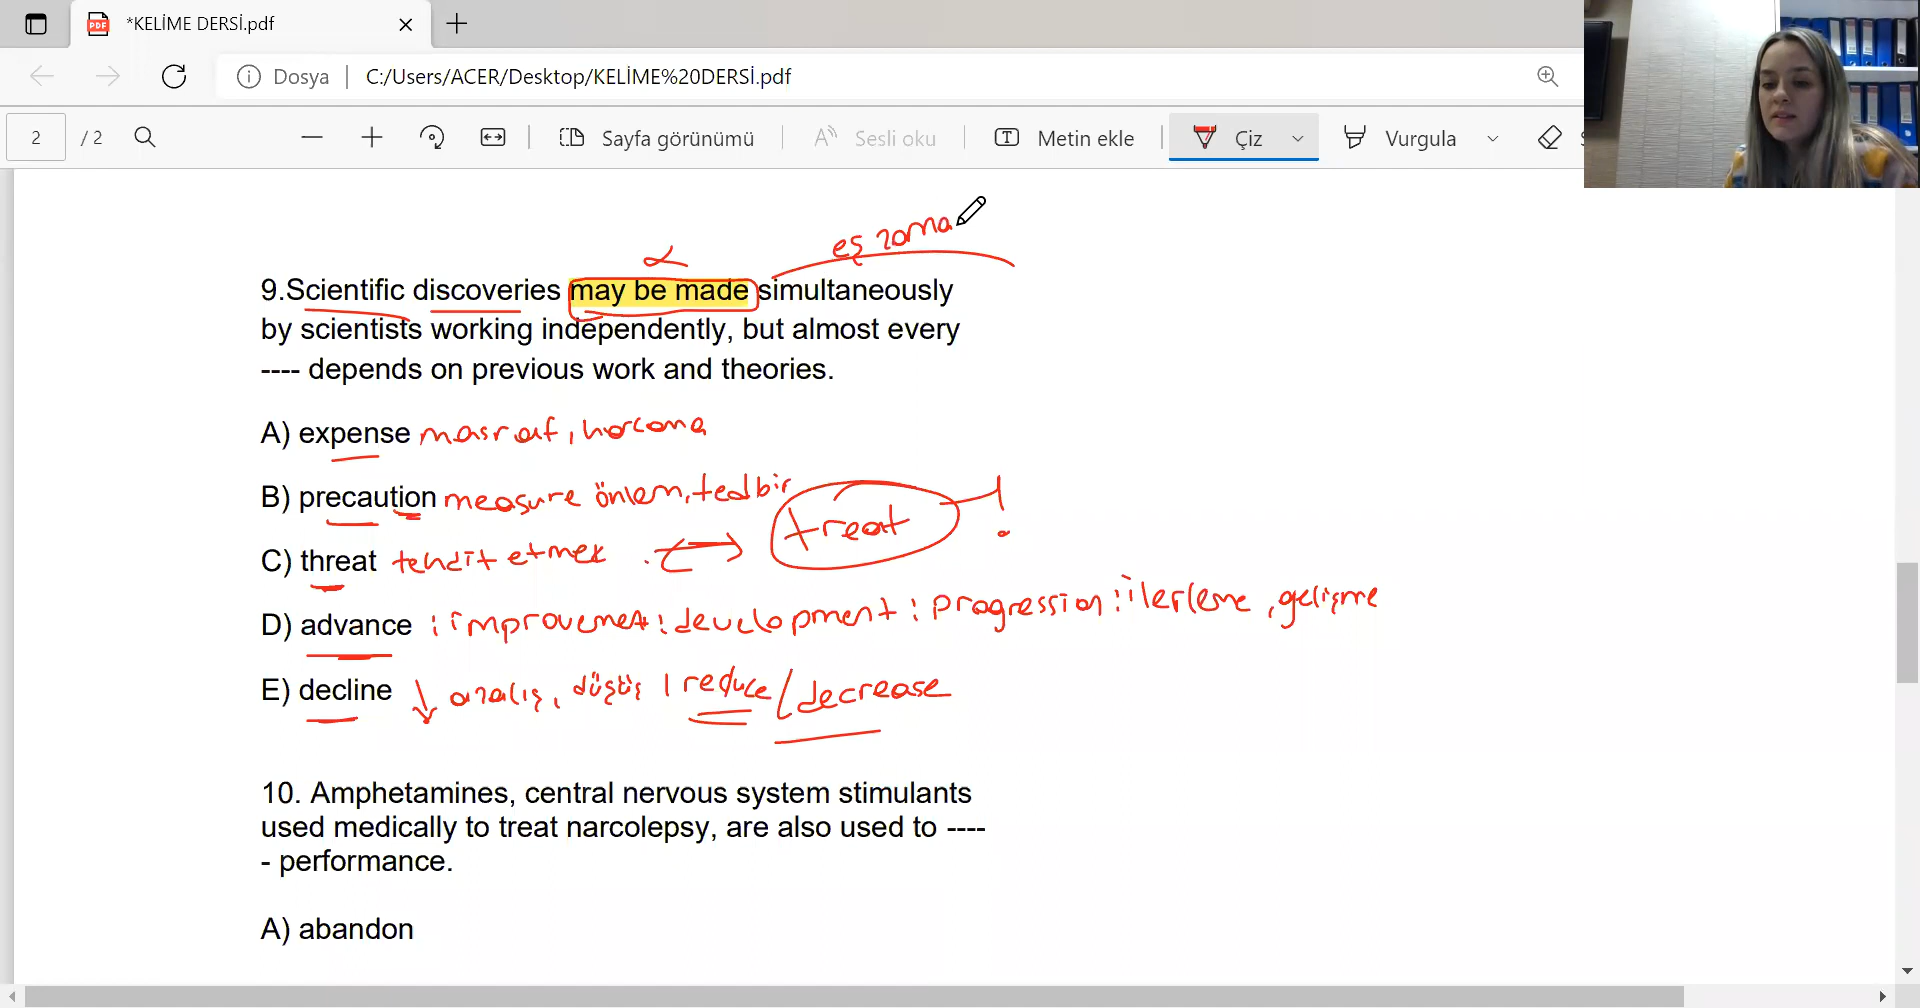 *KELİME DERSİ.pdf
Dosya C:/Users/ACER/Desktop/KELİME%20DERSİ.pdf
2 / 2 Sayfa görünümü Sesli oku Metin ekle Çiz Vurgula
eş zama
9.Scientific discoveries may be made simultaneously
by scientists working independently, but almost every
---- depends on previous work and theories.
A) expense masraf, harcama
B) precaution measure önlem, tedbir
treat !
C) threat tehdit etmek
D) advance : improvement : development : progression : ilerleme, gelişme
E) decline azalış, düşüş | reduce / decrease
10. Amphetamines, central nervous system stimulants
used medically to treat narcolepsy, are also used to ----
- performance.
A) abandon